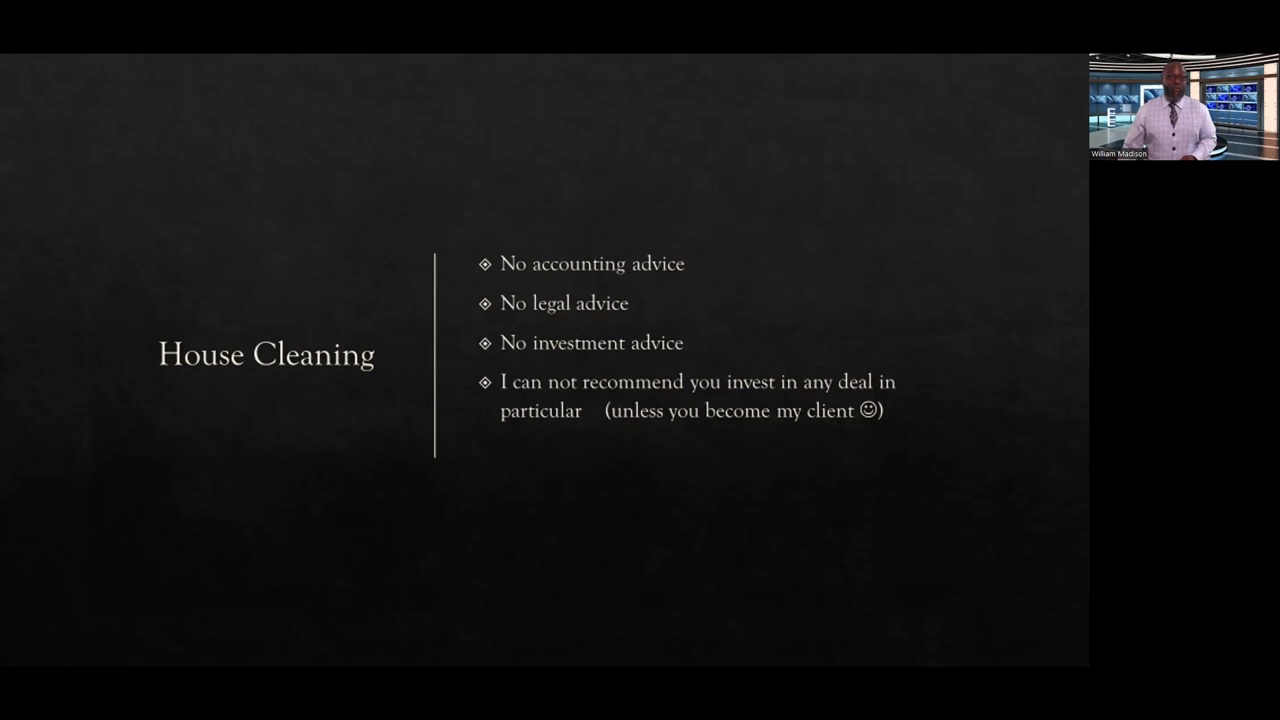 House Cleaning
No accounting advice
No legal advice
No investment advice
I can not recommend you invest in any deal in
particular (unless you become my client ☺)
William Madison